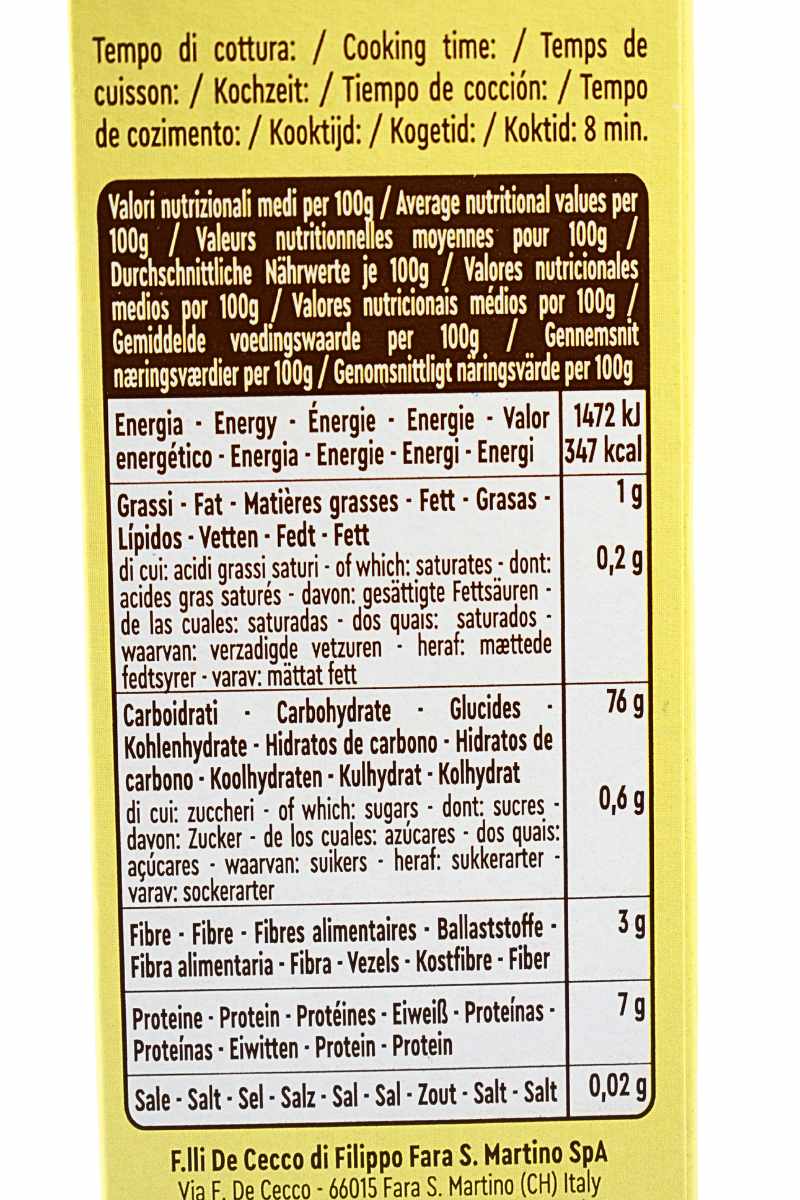 Tempo di cottura: / Cooking time: / Temps de
cuisson: / Kochzeit: / Tiempo de cocción: / Tempo
de cozimento: / Kooktijd: / Kogetid: / Koktid: 8 min.
Valori nutrizionali medi per 100g / Average nutritional values per
100g / Valeurs nutritionnelles moyennes pour 100g /
Durchschnittliche Nährwerte je 100g / Valores nutricionales
medios por 100g / Valores nutricionais médios por 100g /
Gemiddelde voedingswaarde per 100g / Gennemsnit
næringsværdier per 100g / Genomsnittligt näringsvärde per 100g
Energia - Energy - Énergie - Energie - Valor 1472 kJ
energético - Energia - Energie - Energi - Energi 347 kcal
Grassi - Fat - Matières grasses - Fett - Grasas - 1 g
Lípidos - Vetten - Fedt - Fett
di cui: acidi grassi saturi - of which: saturates - dont: 0,2 g
acides gras saturés - davon: gesättigte Fettsäuren -
de las cuales: saturadas - dos quais: saturados -
waarvan: verzadigde vetzuren - heraf: mættede
fedtsyrer - varav: mättat fett
Carboidrati - Carbohydrate - Glucides - 76 g
Kohlenhydrate - Hidratos de carbono - Hidratos de
carbono - Koolhydraten - Kulhydrat - Kolhydrat
di cui: zuccheri - of which: sugars - dont: sucres - 0,6 g
davon: Zucker - de los cuales: azúcares - dos quais:
açúcares - waarvan: suikers - heraf: sukkerarter -
varav: sockerarter
Fibre - Fibre - Fibres alimentaires - Ballaststoffe - 3 g
Fibra alimentaria - Fibra - Vezels - Kostfibre - Fiber
Proteine - Protein - Protéines - Eiweiß - Proteínas - 7 g
Proteínas - Eiwitten - Protein - Protein
Sale - Salt - Sel - Salz - Sal - Sal - Zout - Salt - Salt 0,02 g
F.lli De Cecco di Filippo Fara S. Martino SpA
Via F. De Cecco - 66015 Fara S. Martino (CH) Italy